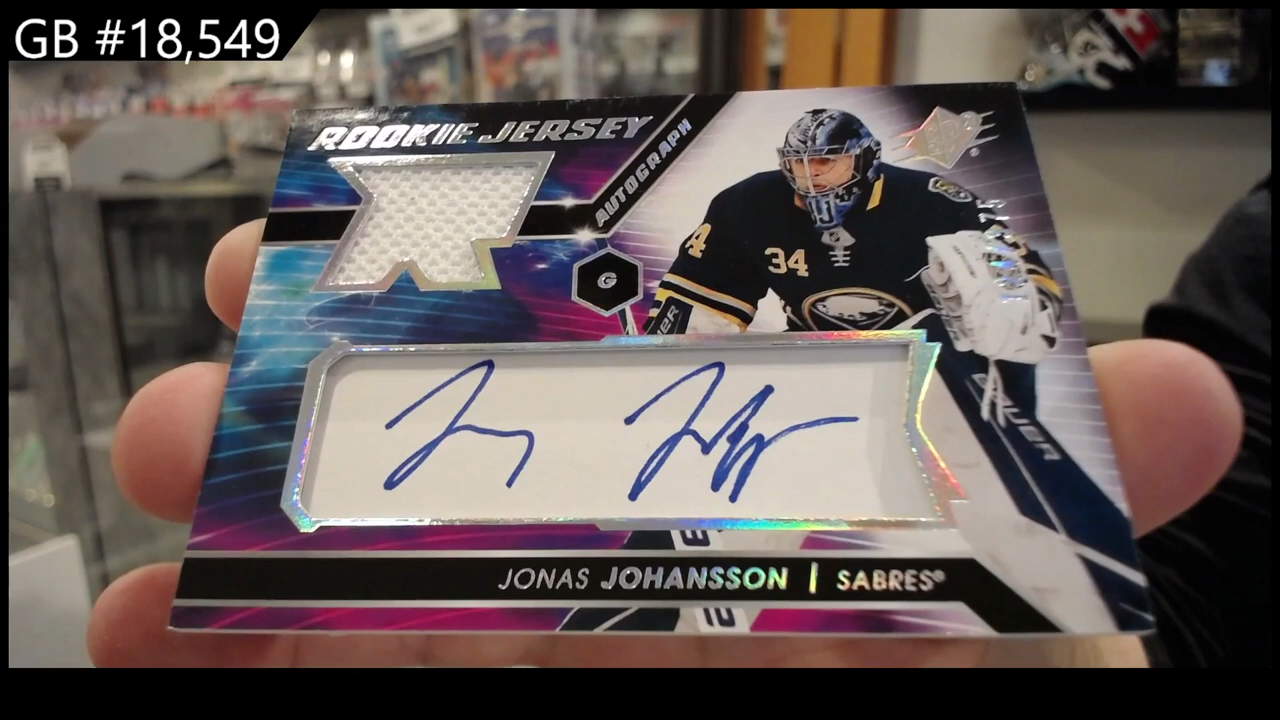 GB #18,549
ROOKIE JERSEY
AUTOGRAPH
34
G
JONAS JOHANSSON | SABRES®